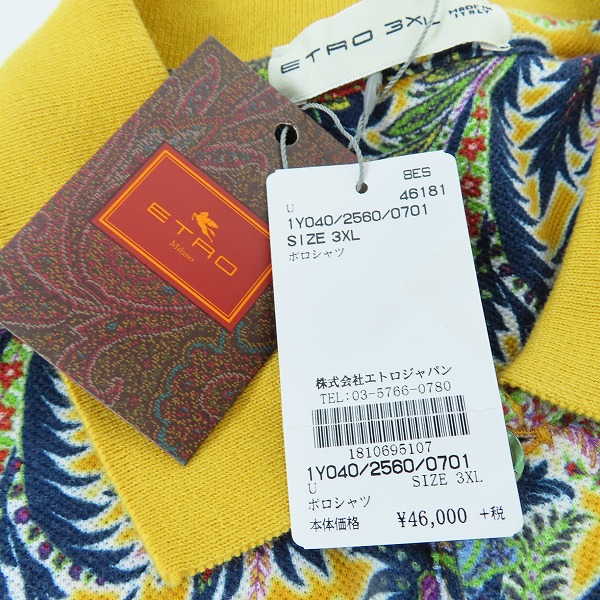 ETRO 3XL
MADE IN
ITALY
ETRO
Milano
8ES
46181
U
1Y040/2560/0701
SIZE 3XL
ポロシャツ
株式会社エトロジャパン
TEL:03-5766-0780
1810695107
1Y040/2560/0701
U SIZE 3XL
ポロシャツ
本体価格 ¥46,000 +税